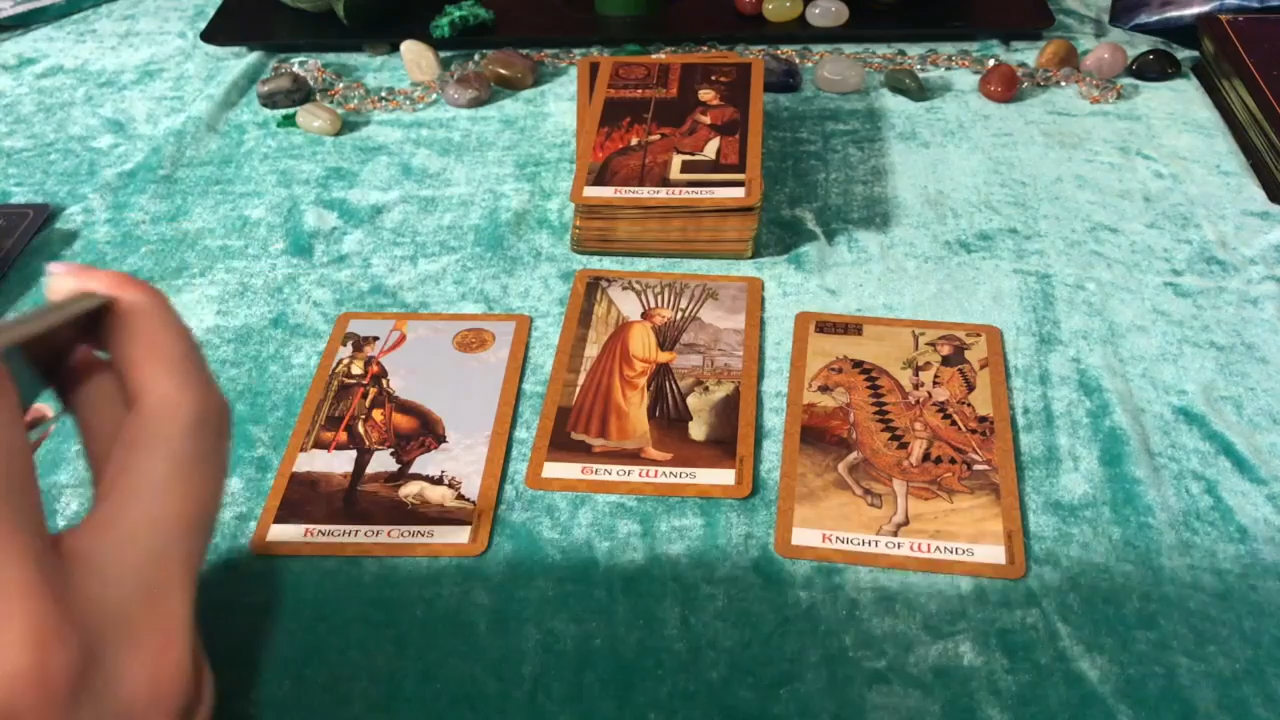 King of Wands
Knight of Coins
Ten of Wands
Knight of Wands